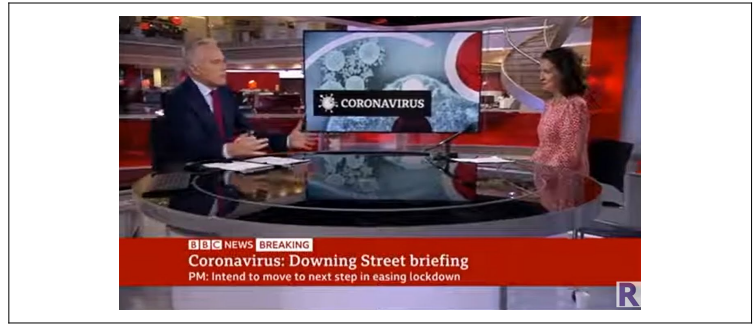 CORONAVIRUS
BBC NEWS BREAKING
Coronavirus: Downing Street briefing
PM: Intend to move to next step in easing lockdown
R